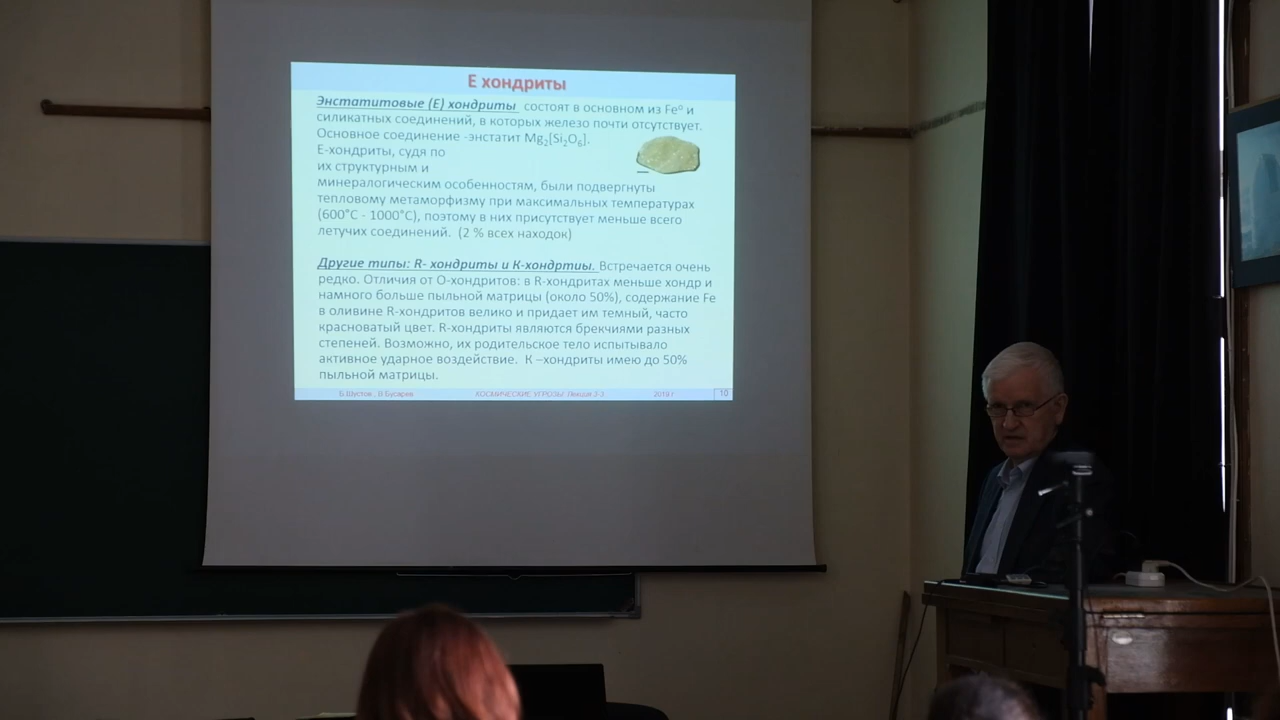 Е хондриты
Энстатитовые (Е) хондриты состоят в основном из Fe⁰ и
силикатных соединений, в которых железо почти отсутствует.
Основное соединение -энстатит Mg₂[Si₂O₆].
Е-хондриты, судя по
их структурным и
минералогическим особенностям, были подвергнуты
тепловому метаморфизму при максимальных температурах
(600°С - 1000°С), поэтому в них присутствует меньше всего
летучих соединений. (2 % всех находок)
Другие типы: R- хондриты и К-хондртиы. Встречается очень
редко. Отличия от О-хондритов: в R-хондритах меньше хондр и
намного больше пыльной матрицы (около 50%), содержание Fe
в оливине R-хондритов велико и придает им темный, часто
красноватый цвет. R-хондриты являются брекчиями разных
степеней. Возможно, их родительское тело испытывало
активное ударное воздействие. К –хондриты имею до 50%
пыльной матрицы.
Б.Шустов, В.Бусарев КОСМИЧЕСКИЕ УГРОЗЫ: Лекция 2-3 2019 г 10